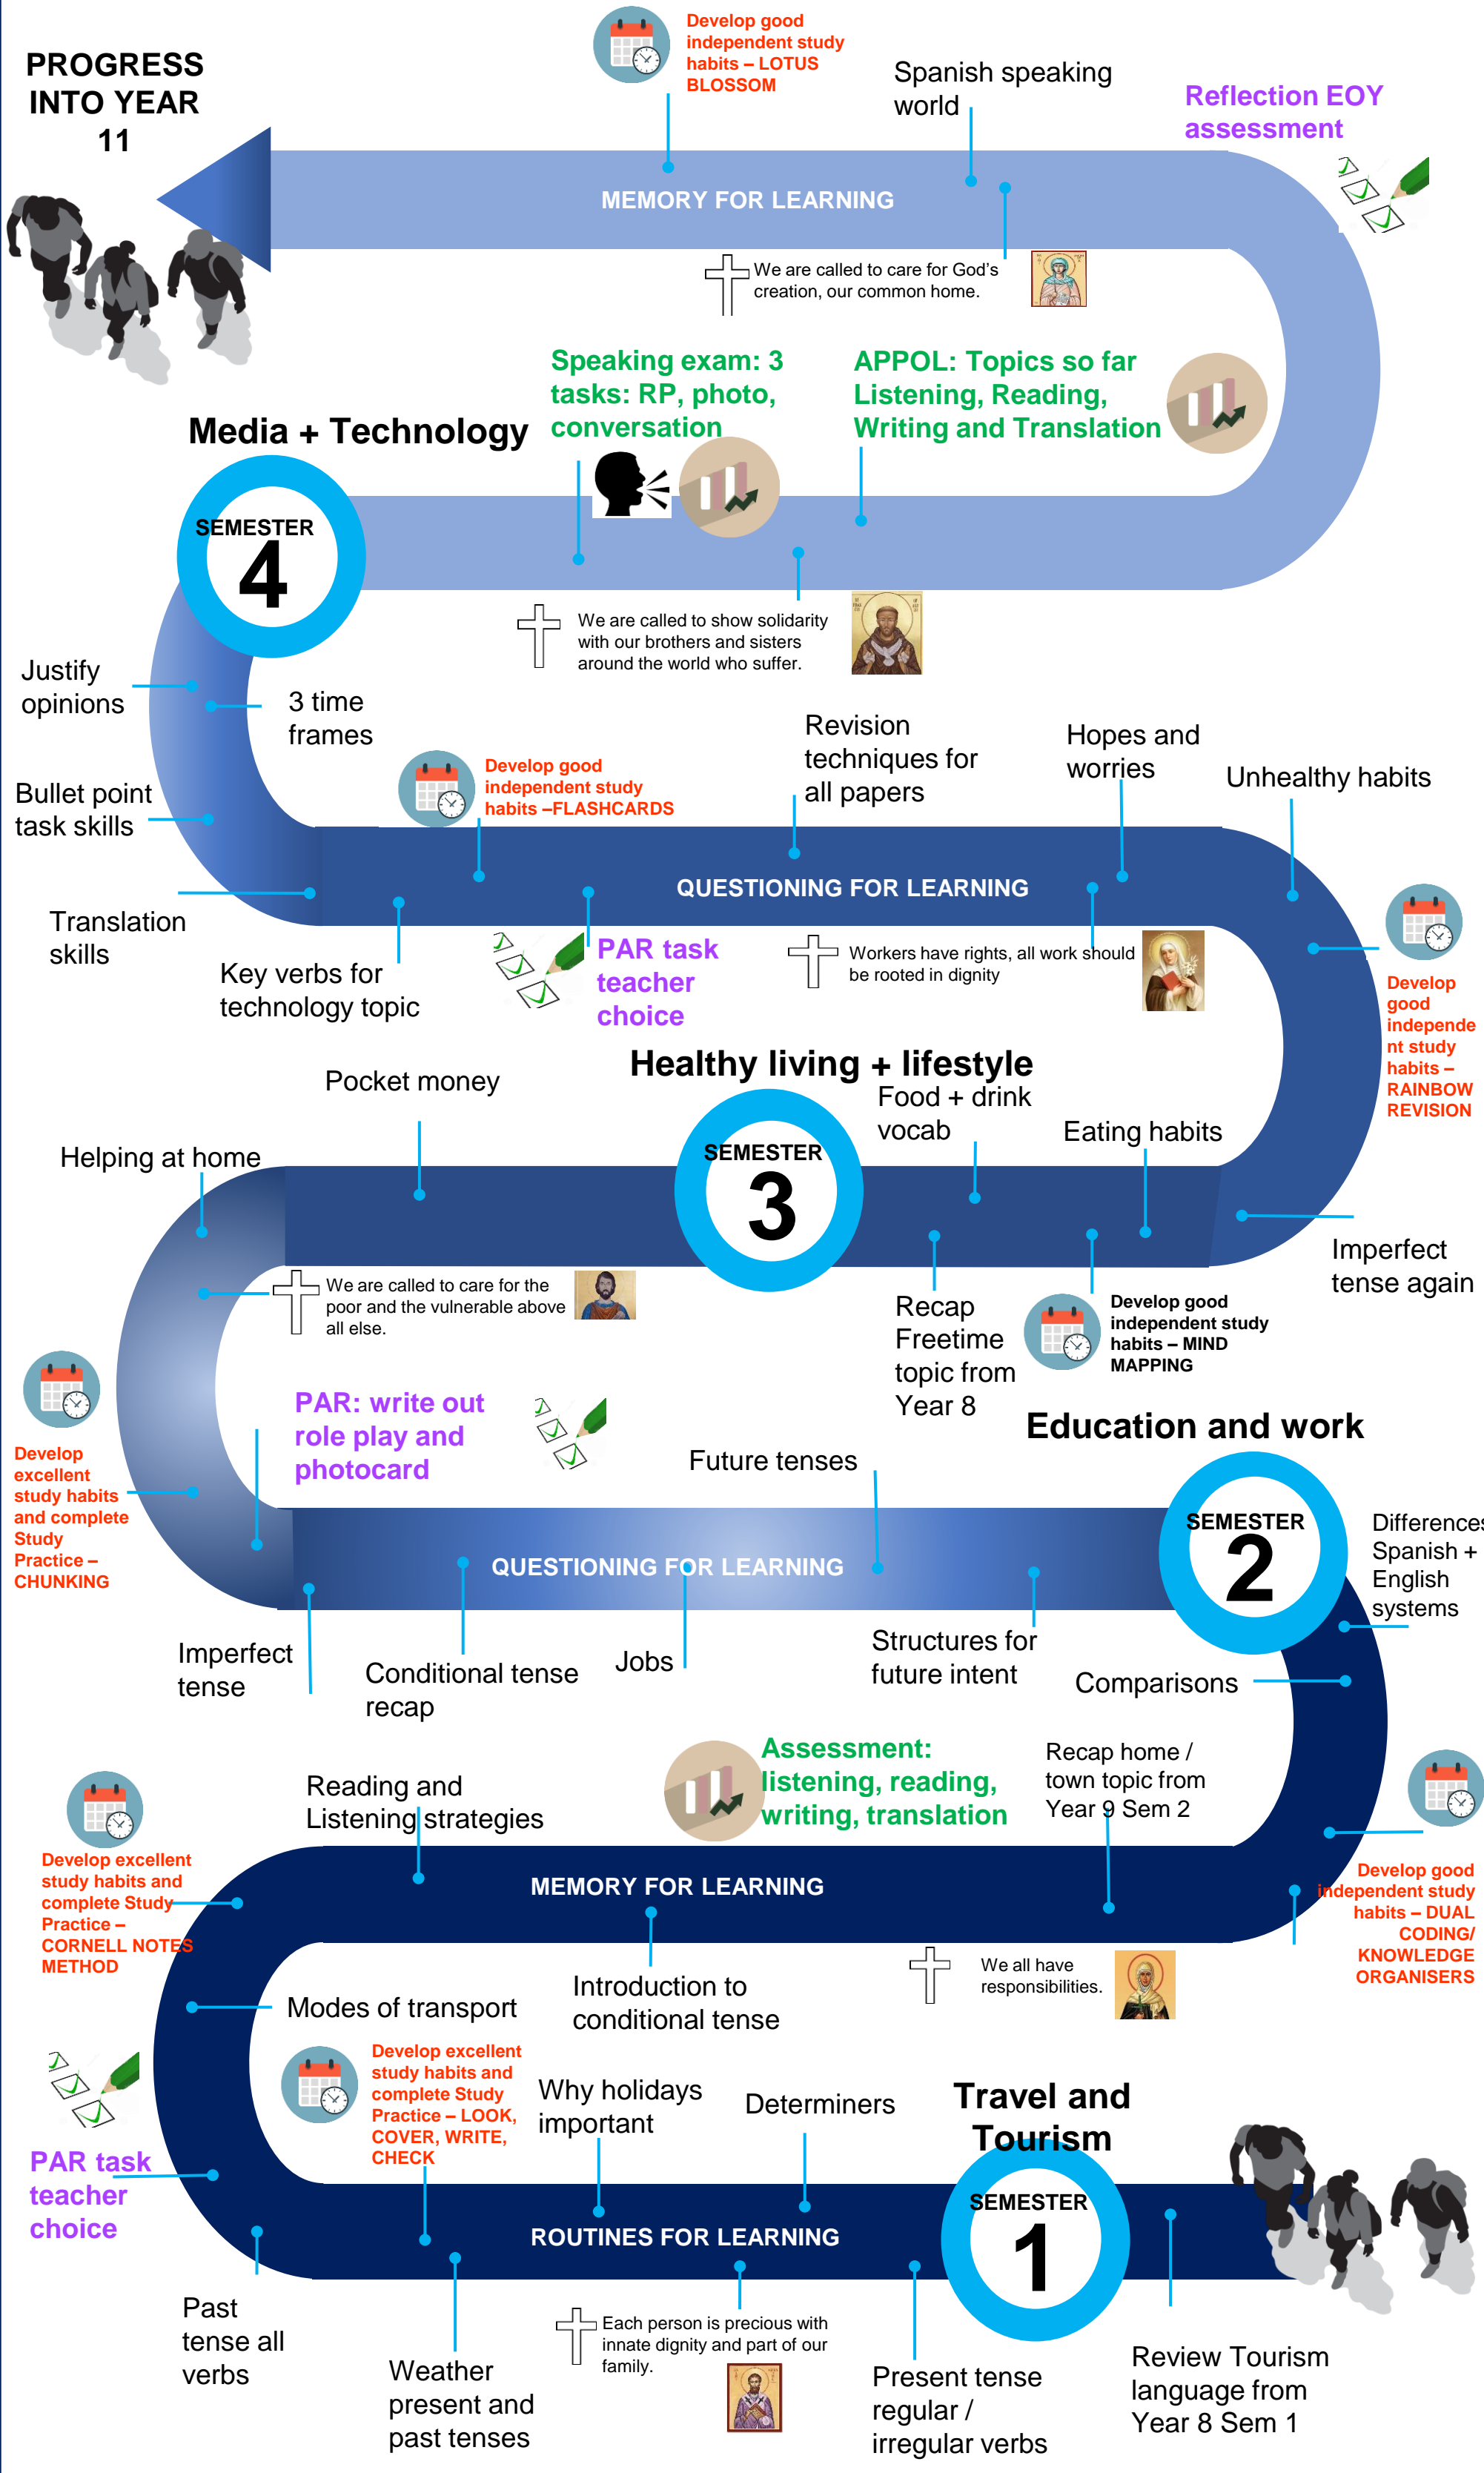 PROGRESS
INTO YEAR
11
Develop good
independent study
habits – LOTUS
BLOSSOM
Spanish speaking
world
Reflection EOY
assessment
MEMORY FOR LEARNING
We are called to care for God's
creation, our common home.
Speaking exam: 3
tasks: RP, photo,
conversation
APPOL: Topics so far
Listening, Reading,
Writing and Translation
Media + Technology
SEMESTER
4
We are called to show solidarity
with our brothers and sisters
around the world who suffer.
Justify
opinions
3 time
frames
Bullet point
task skills
Develop good
independent study
habits –FLASHCARDS
Revision
techniques for
all papers
Hopes and
worries
Unhealthy habits
QUESTIONING FOR LEARNING
Translation
skills
Key verbs for
technology topic
PAR task
teacher
choice
Workers have rights, all work should
be rooted in dignity
Develop
good
independe
nt study
habits –
RAINBOW
REVISION
Healthy living + lifestyle
Pocket money
Food + drink
vocab
Eating habits
Helping at home
SEMESTER
3
Imperfect
tense again
We are called to care for the
poor and the vulnerable above
all else.
Recap
Freetime
topic from
Year 8
Develop good
independent study
habits – MIND
MAPPING
PAR: write out
role play and
photocard
Education and work
Develop
excellent
study habits
and complete
Study
Practice –
CHUNKING
Future tenses
QUESTIONING FOR LEARNING
SEMESTER
2
Differences
Spanish +
English
systems
Imperfect
tense
Conditional tense
recap
Jobs
Structures for
future intent
Comparisons
Assessment:
listening, reading,
writing, translation
Recap home /
town topic from
Year 9 Sem 2
Reading and
Listening strategies
Develop excellent
study habits and
complete Study
Practice –
CORNELL NOTES
METHOD
MEMORY FOR LEARNING
Develop good
independent study
habits – DUAL
CODING/
KNOWLEDGE
ORGANISERS
Introduction to
conditional tense
We all have
responsibilities.
Modes of transport
Develop excellent
study habits and
complete Study
Practice – LOOK,
COVER, WRITE,
CHECK
Why holidays
important
Determiners
Travel and
Tourism
PAR task
teacher
choice
ROUTINES FOR LEARNING
SEMESTER
1
Past
tense all
verbs
Weather
present and
past tenses
Each person is precious with
innate dignity and part of our
family.
Present tense
regular /
irregular verbs
Review Tourism
language from
Year 8 Sem 1